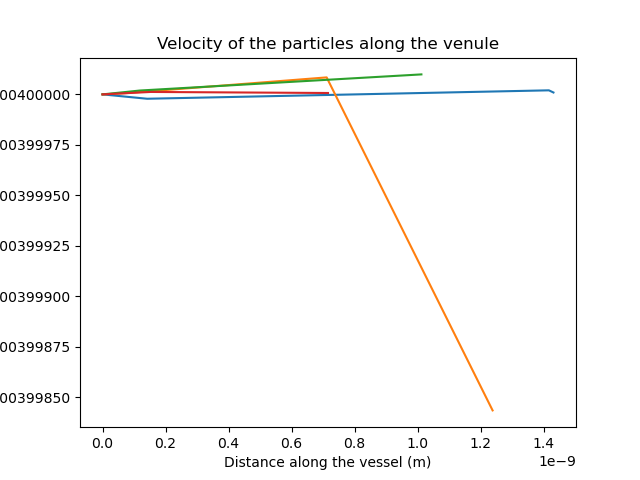 Velocity of the particles along the venule
00400000
00399975
00399950
00399925
00399900
00399875
00399850
0.0 0.2 0.4 0.6 0.8 1.0 1.2 1.4
1e−9
Distance along the vessel (m)